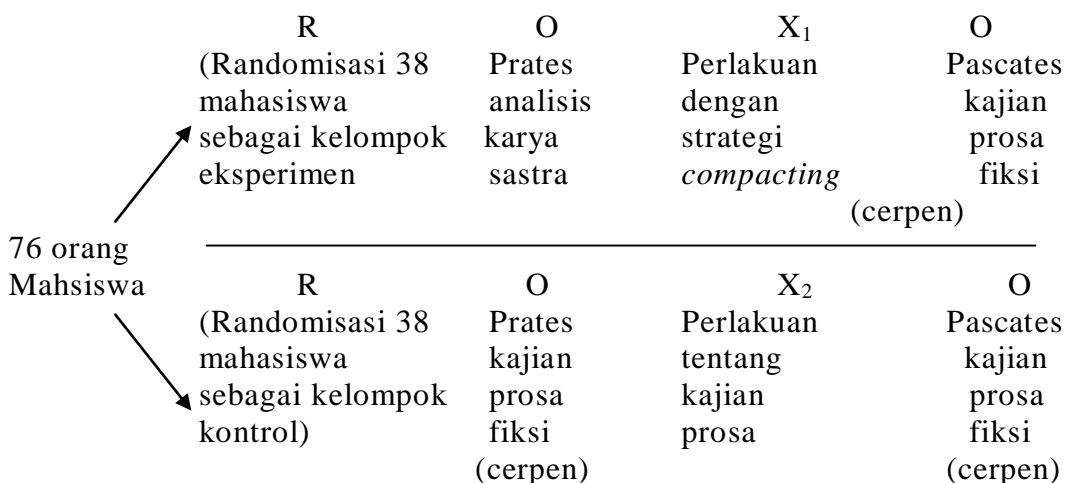 R O X₁ O
(Randomisasi 38 Prates Perlakuan Pascates
mahasiswa analisis dengan kajian
sebagai kelompok karya strategi prosa
eksperimen sastra compacting fiksi
(cerpen)
76 orang
Mahsiswa
R O X₂ O
(Randomisasi 38 Prates Perlakuan Pascates
mahasiswa kajian tentang kajian
sebagai kelompok prosa kajian prosa
kontrol) fiksi prosa fiksi
(cerpen) (cerpen)